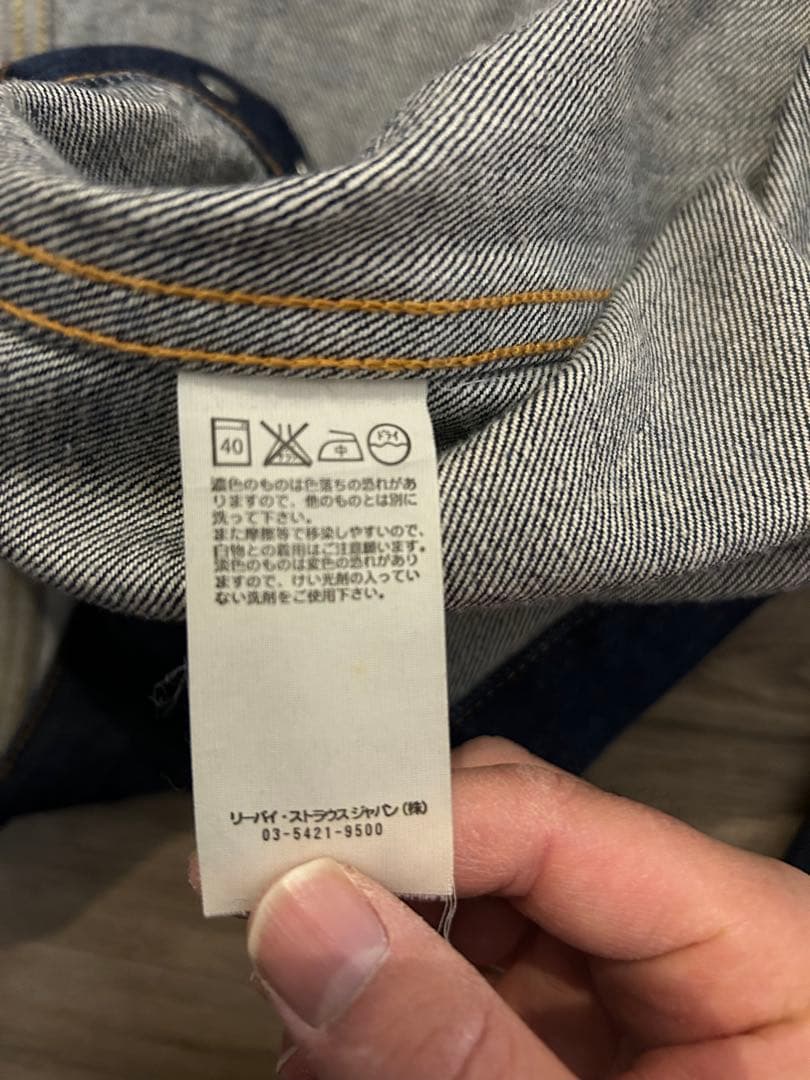 40 エンソサラシ 中 ドライ
濃色のものは色落ちの恐れがあ
りますので、他のものとは別に
洗って下さい。
また摩擦等で移染しやすいので、
白物との着用はご注意願います。
淡色のものは変色の恐れがあり
ますので、けい光剤の入ってい
ない洗剤をご使用下さい。
リーバイ・ストラウス ジャパン(株)
03-5421-9500